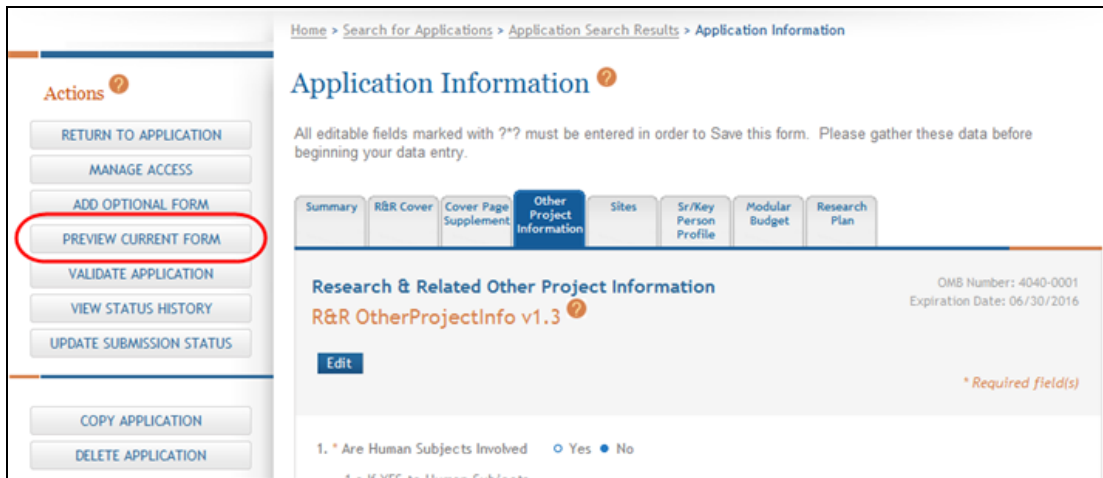 Home > Search for Applications > Application Search Results > Application Information
Actions ?
RETURN TO APPLICATION
MANAGE ACCESS
ADD OPTIONAL FORM
PREVIEW CURRENT FORM
VALIDATE APPLICATION
VIEW STATUS HISTORY
UPDATE SUBMISSION STATUS
COPY APPLICATION
DELETE APPLICATION
Application Information ?
All editable fields marked with ?*? must be entered in order to Save this form. Please gather these data before
beginning your data entry.
Summary
R&R Cover
Cover Page
Supplement
Other
Project
Information
Sites
Sr/Key
Person
Profile
Modular
Budget
Research
Plan
Research & Related Other Project Information
R&R OtherProjectInfo v1.3 ?
OMB Number: 4040-0001
Expiration Date: 06/30/2016
Edit
* Required field(s)
1. * Are Human Subjects Involved Yes No
If YES to Human Subjects